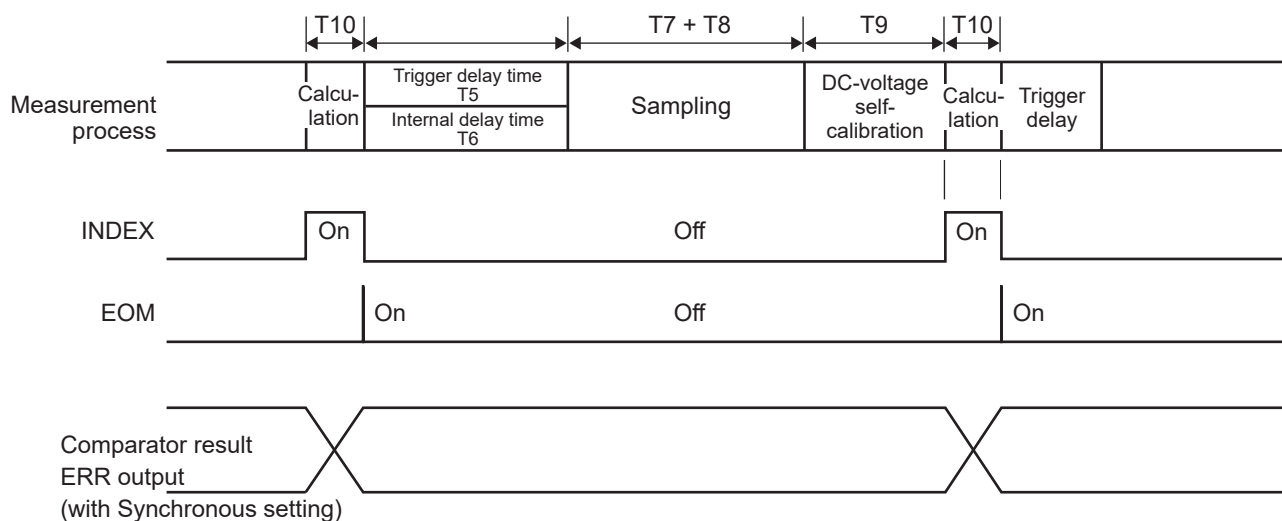 T10
T7 + T8
T9
T10
Measurement
process
Calcu-
lation
Trigger delay time
T5
Internal delay time
T6
Sampling
DC-voltage
self-
calibration
Calcu-
lation
Trigger
delay
INDEX
On
Off
On
EOM
On
Off
On
Comparator result
ERR output
(with Synchronous setting)